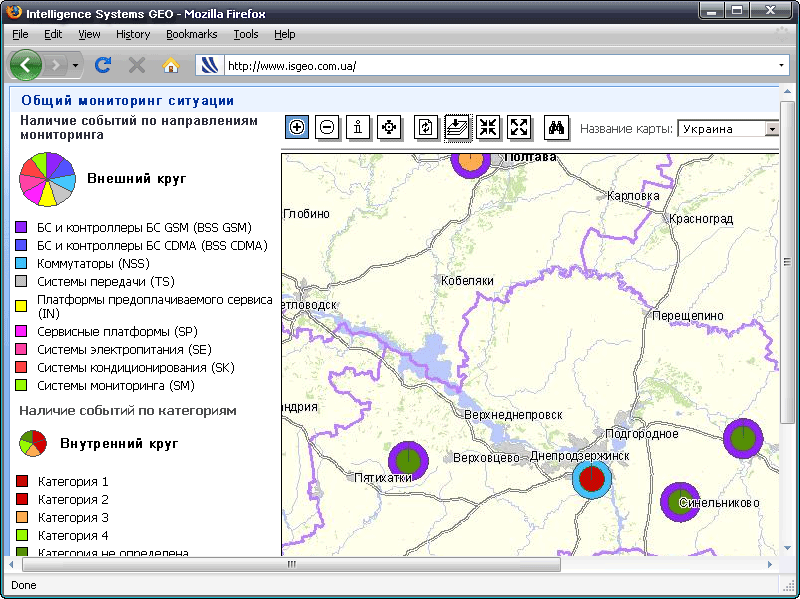 Intelligence Systems GEO - Mozilla Firefox
File Edit View History Bookmarks Tools Help
http://www.isgeo.com.ua/
Общий мониторинг ситуации
Наличие событий по направлениям
мониторинга
Внешний круг
БС и контроллеры БС GSM (BSS GSM)
БС и контроллеры БС CDMA (BSS CDMA)
Коммутаторы (NSS)
Системы передачи (TS)
Платформы предоплачиваемого сервиса
(IN)
Сервисные платформы (SP)
Системы электропитания (SE)
Системы кондиционирования (SK)
Системы мониторинга (SM)
Наличие событий по категориям
Внутренний круг
Категория 1
Категория 2
Категория 3
Категория 4
Категория не определена
Название карты: Украина
Полтава
Карловка
Глобино
Красноград
Кобеляки
етловодск
Перещепино
ндрия
Верхнеднепровск
Подгородное
Верховцево
Днепродзержинск
Пятихатки
Синельниково
Done